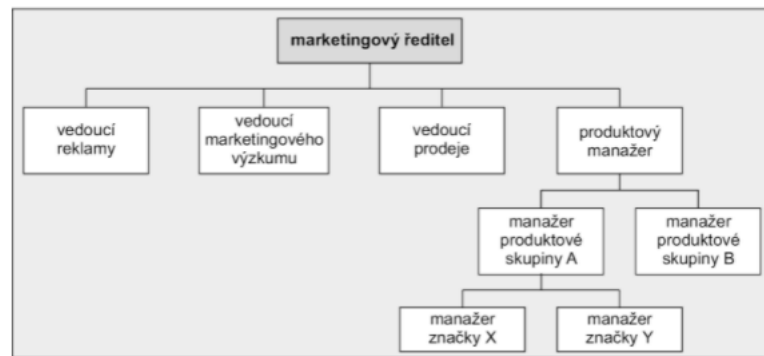 marketingový ředitel
vedoucí
reklamy
vedoucí
marketingového
výzkumu
vedoucí
prodeje
produktový
manažer
manažer
produktové
skupiny A
manažer
produktové
skupiny B
manažer
značky X
manažer
značky Y